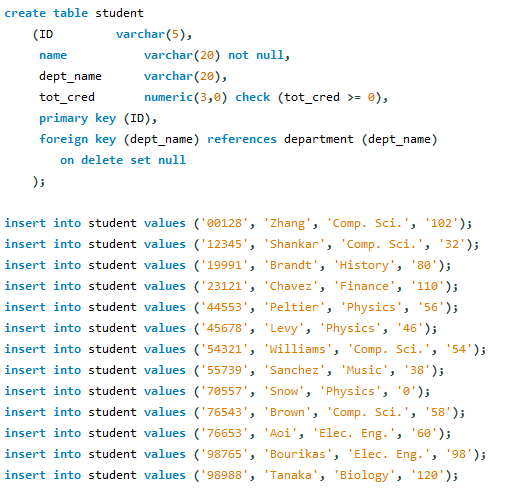 create table student
(ID varchar(5),
name varchar(20) not null,
dept_name varchar(20),
tot_cred numeric(3,0) check (tot_cred >= 0),
primary key (ID),
foreign key (dept_name) references department (dept_name)
on delete set null
);
insert into student values ('00128', 'Zhang', 'Comp. Sci.', '102');
insert into student values ('12345', 'Shankar', 'Comp. Sci.', '32');
insert into student values ('19991', 'Brandt', 'History', '80');
insert into student values ('23121', 'Chavez', 'Finance', '110');
insert into student values ('44553', 'Peltier', 'Physics', '56');
insert into student values ('45678', 'Levy', 'Physics', '46');
insert into student values ('54321', 'Williams', 'Comp. Sci.', '54');
insert into student values ('55739', 'Sanchez', 'Music', '38');
insert into student values ('70557', 'Snow', 'Physics', '0');
insert into student values ('76543', 'Brown', 'Comp. Sci.', '58');
insert into student values ('76653', 'Aoi', 'Elec. Eng.', '60');
insert into student values ('98765', 'Bourikas', 'Elec. Eng.', '98');
insert into student values ('98988', 'Tanaka', 'Biology', '120');